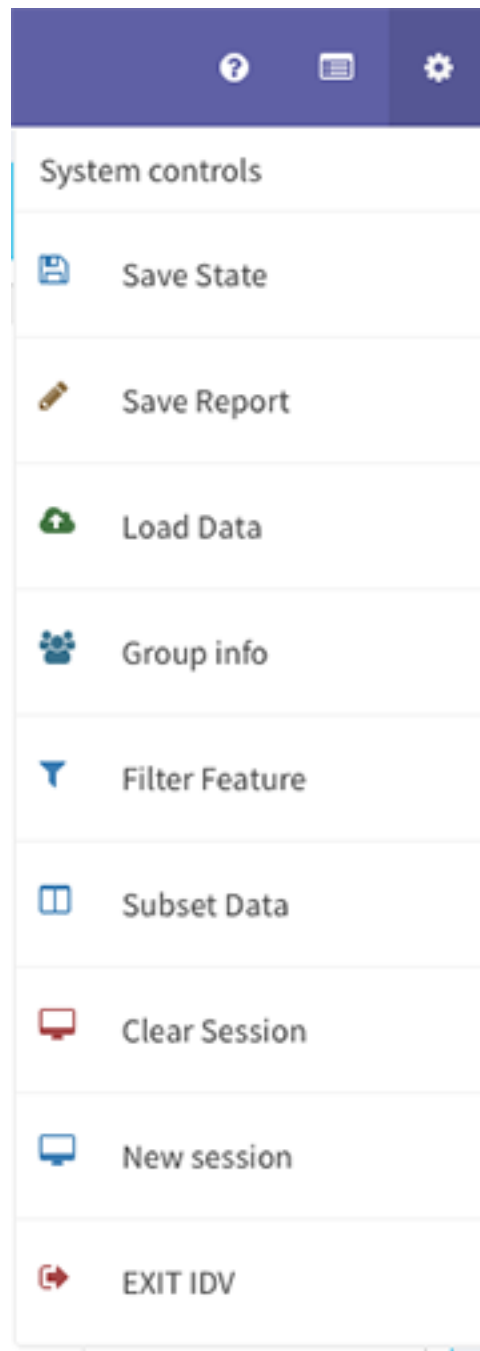 System controls
Save State
Save Report
Load Data
Group info
Filter Feature
Subset Data
Clear Session
New session
EXIT IDV